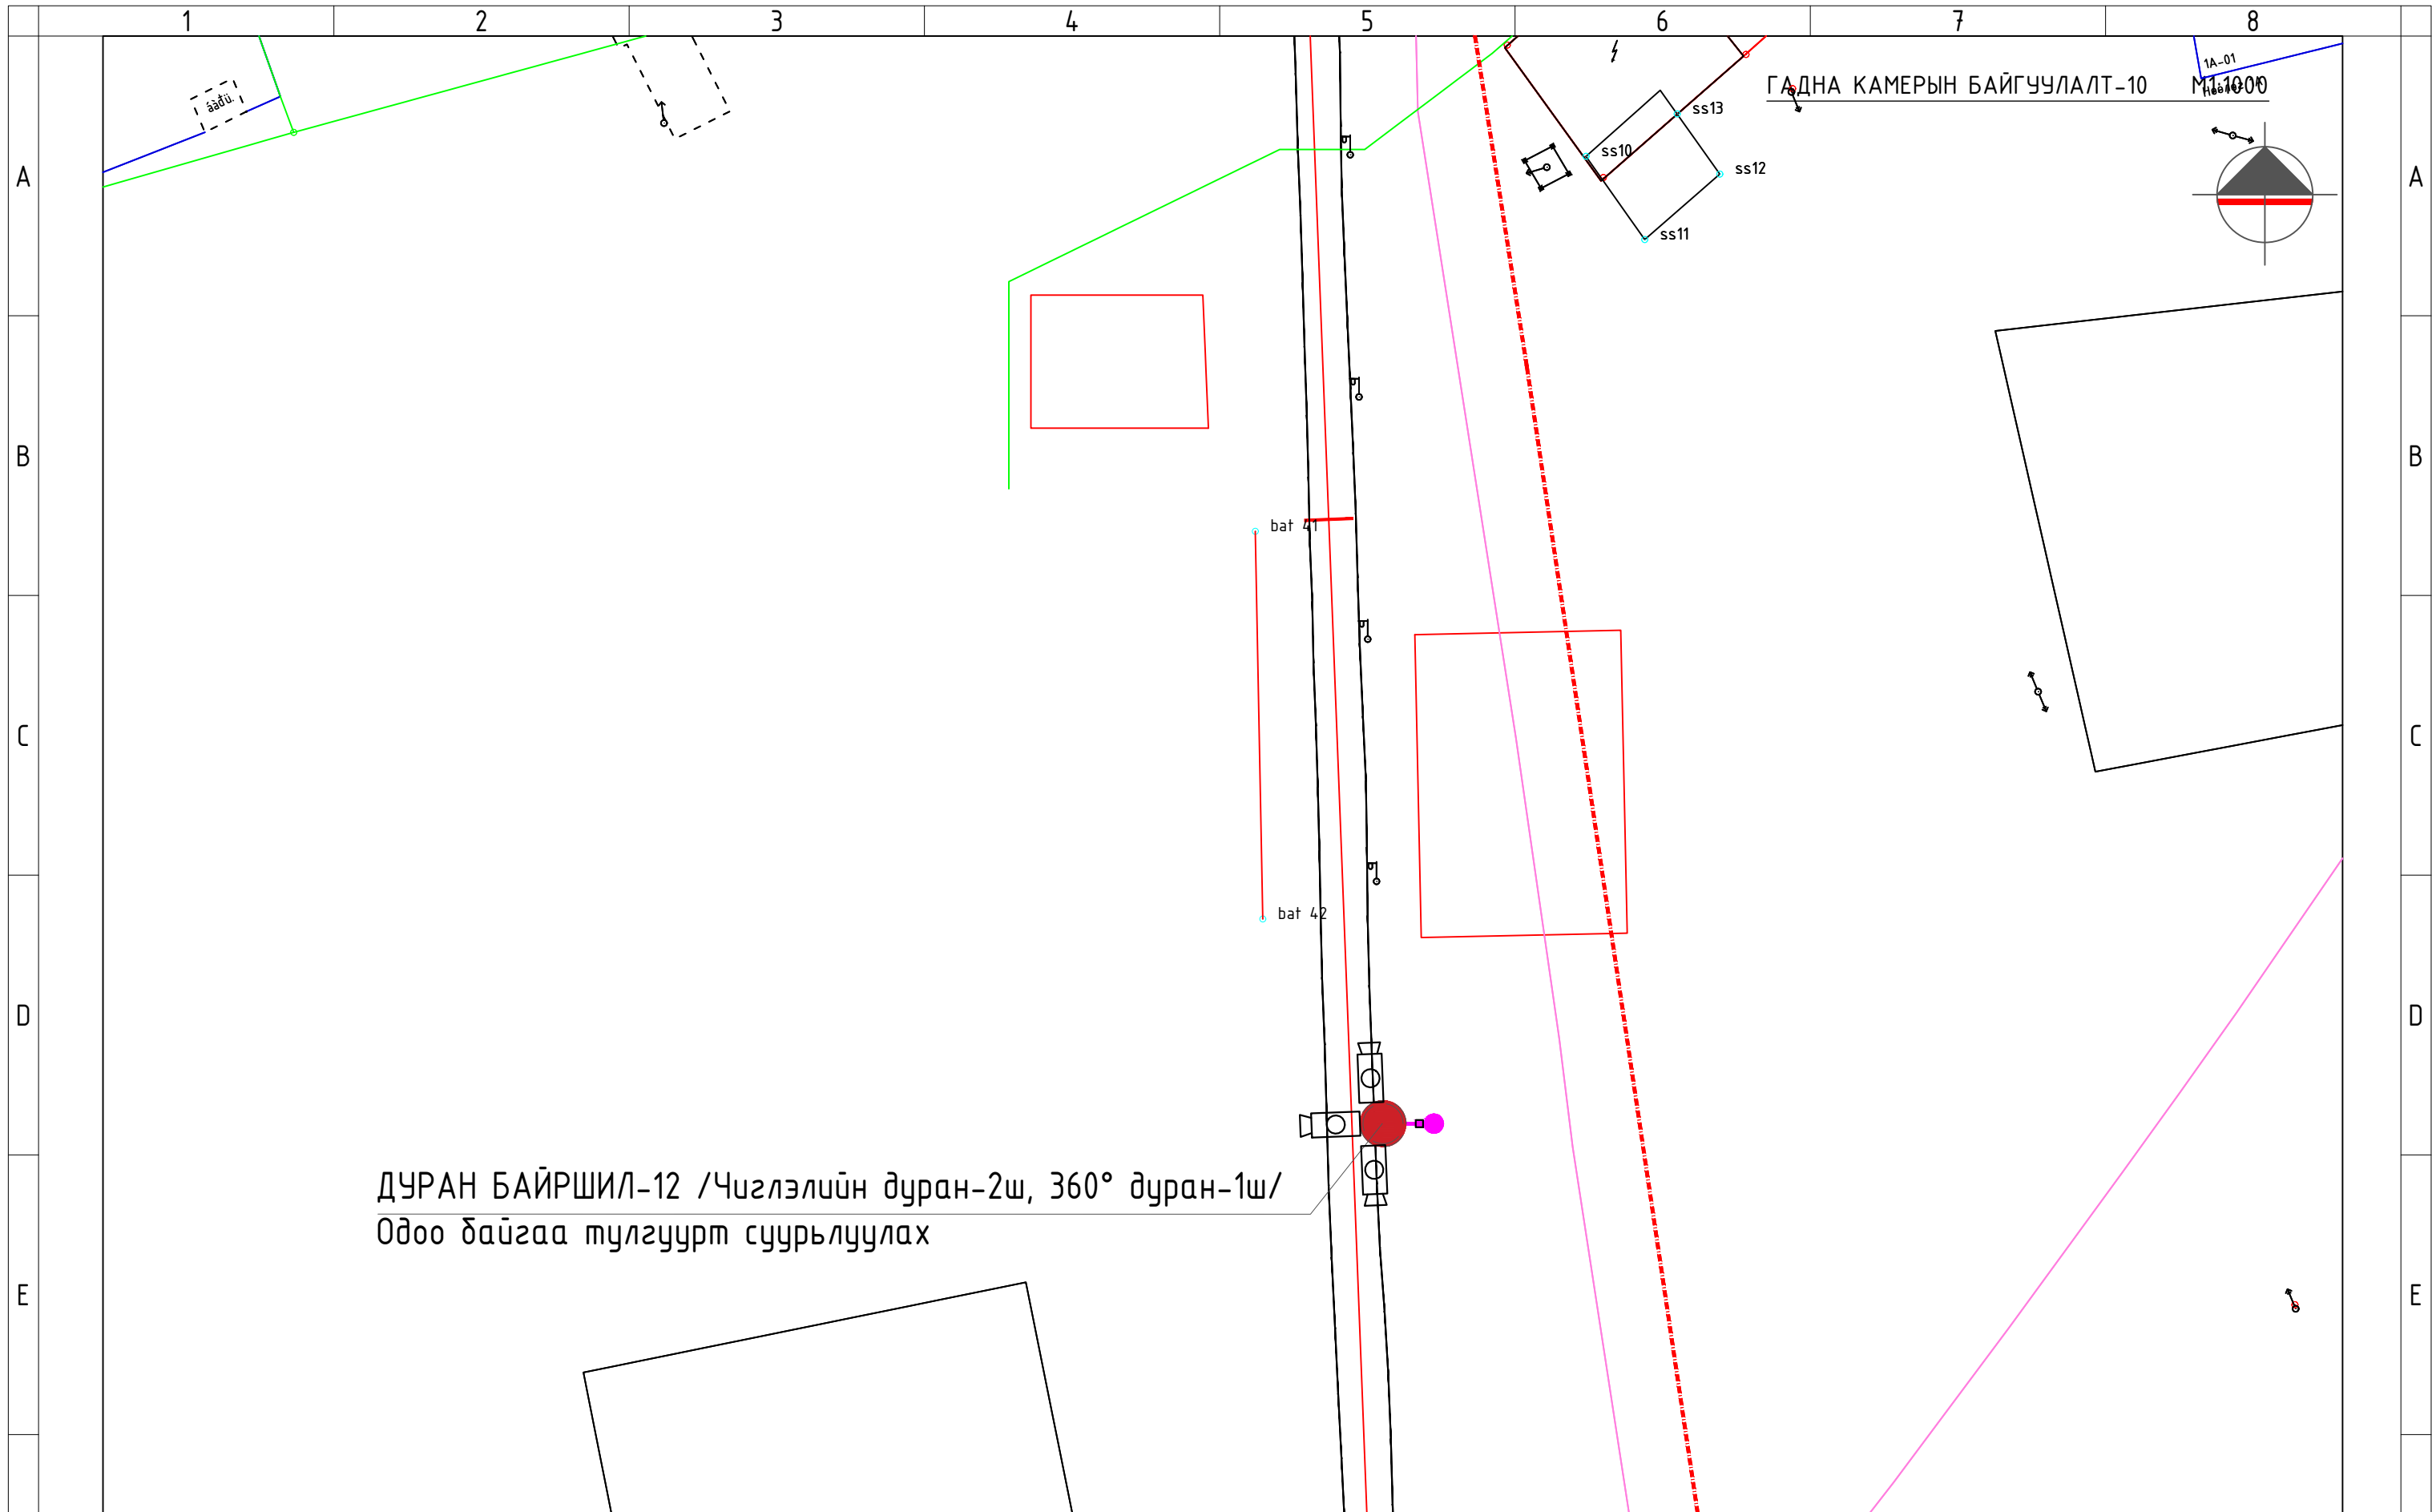 1 2 3 4 5 6 7 8
1A-01
ГАДНА КАМЕРЫН БАЙГУУЛАЛТ-10 М1:1000
ss13
ss10
ss12
ss11
A A
B B
bat 41
C C
bat 42
D D
ДУРАН БАЙРШИЛ-12 /Чиглэлийн дуран-2ш, 360° дуран-1ш/
Одоо байгаа тулгуурт суурьлуулах
E E